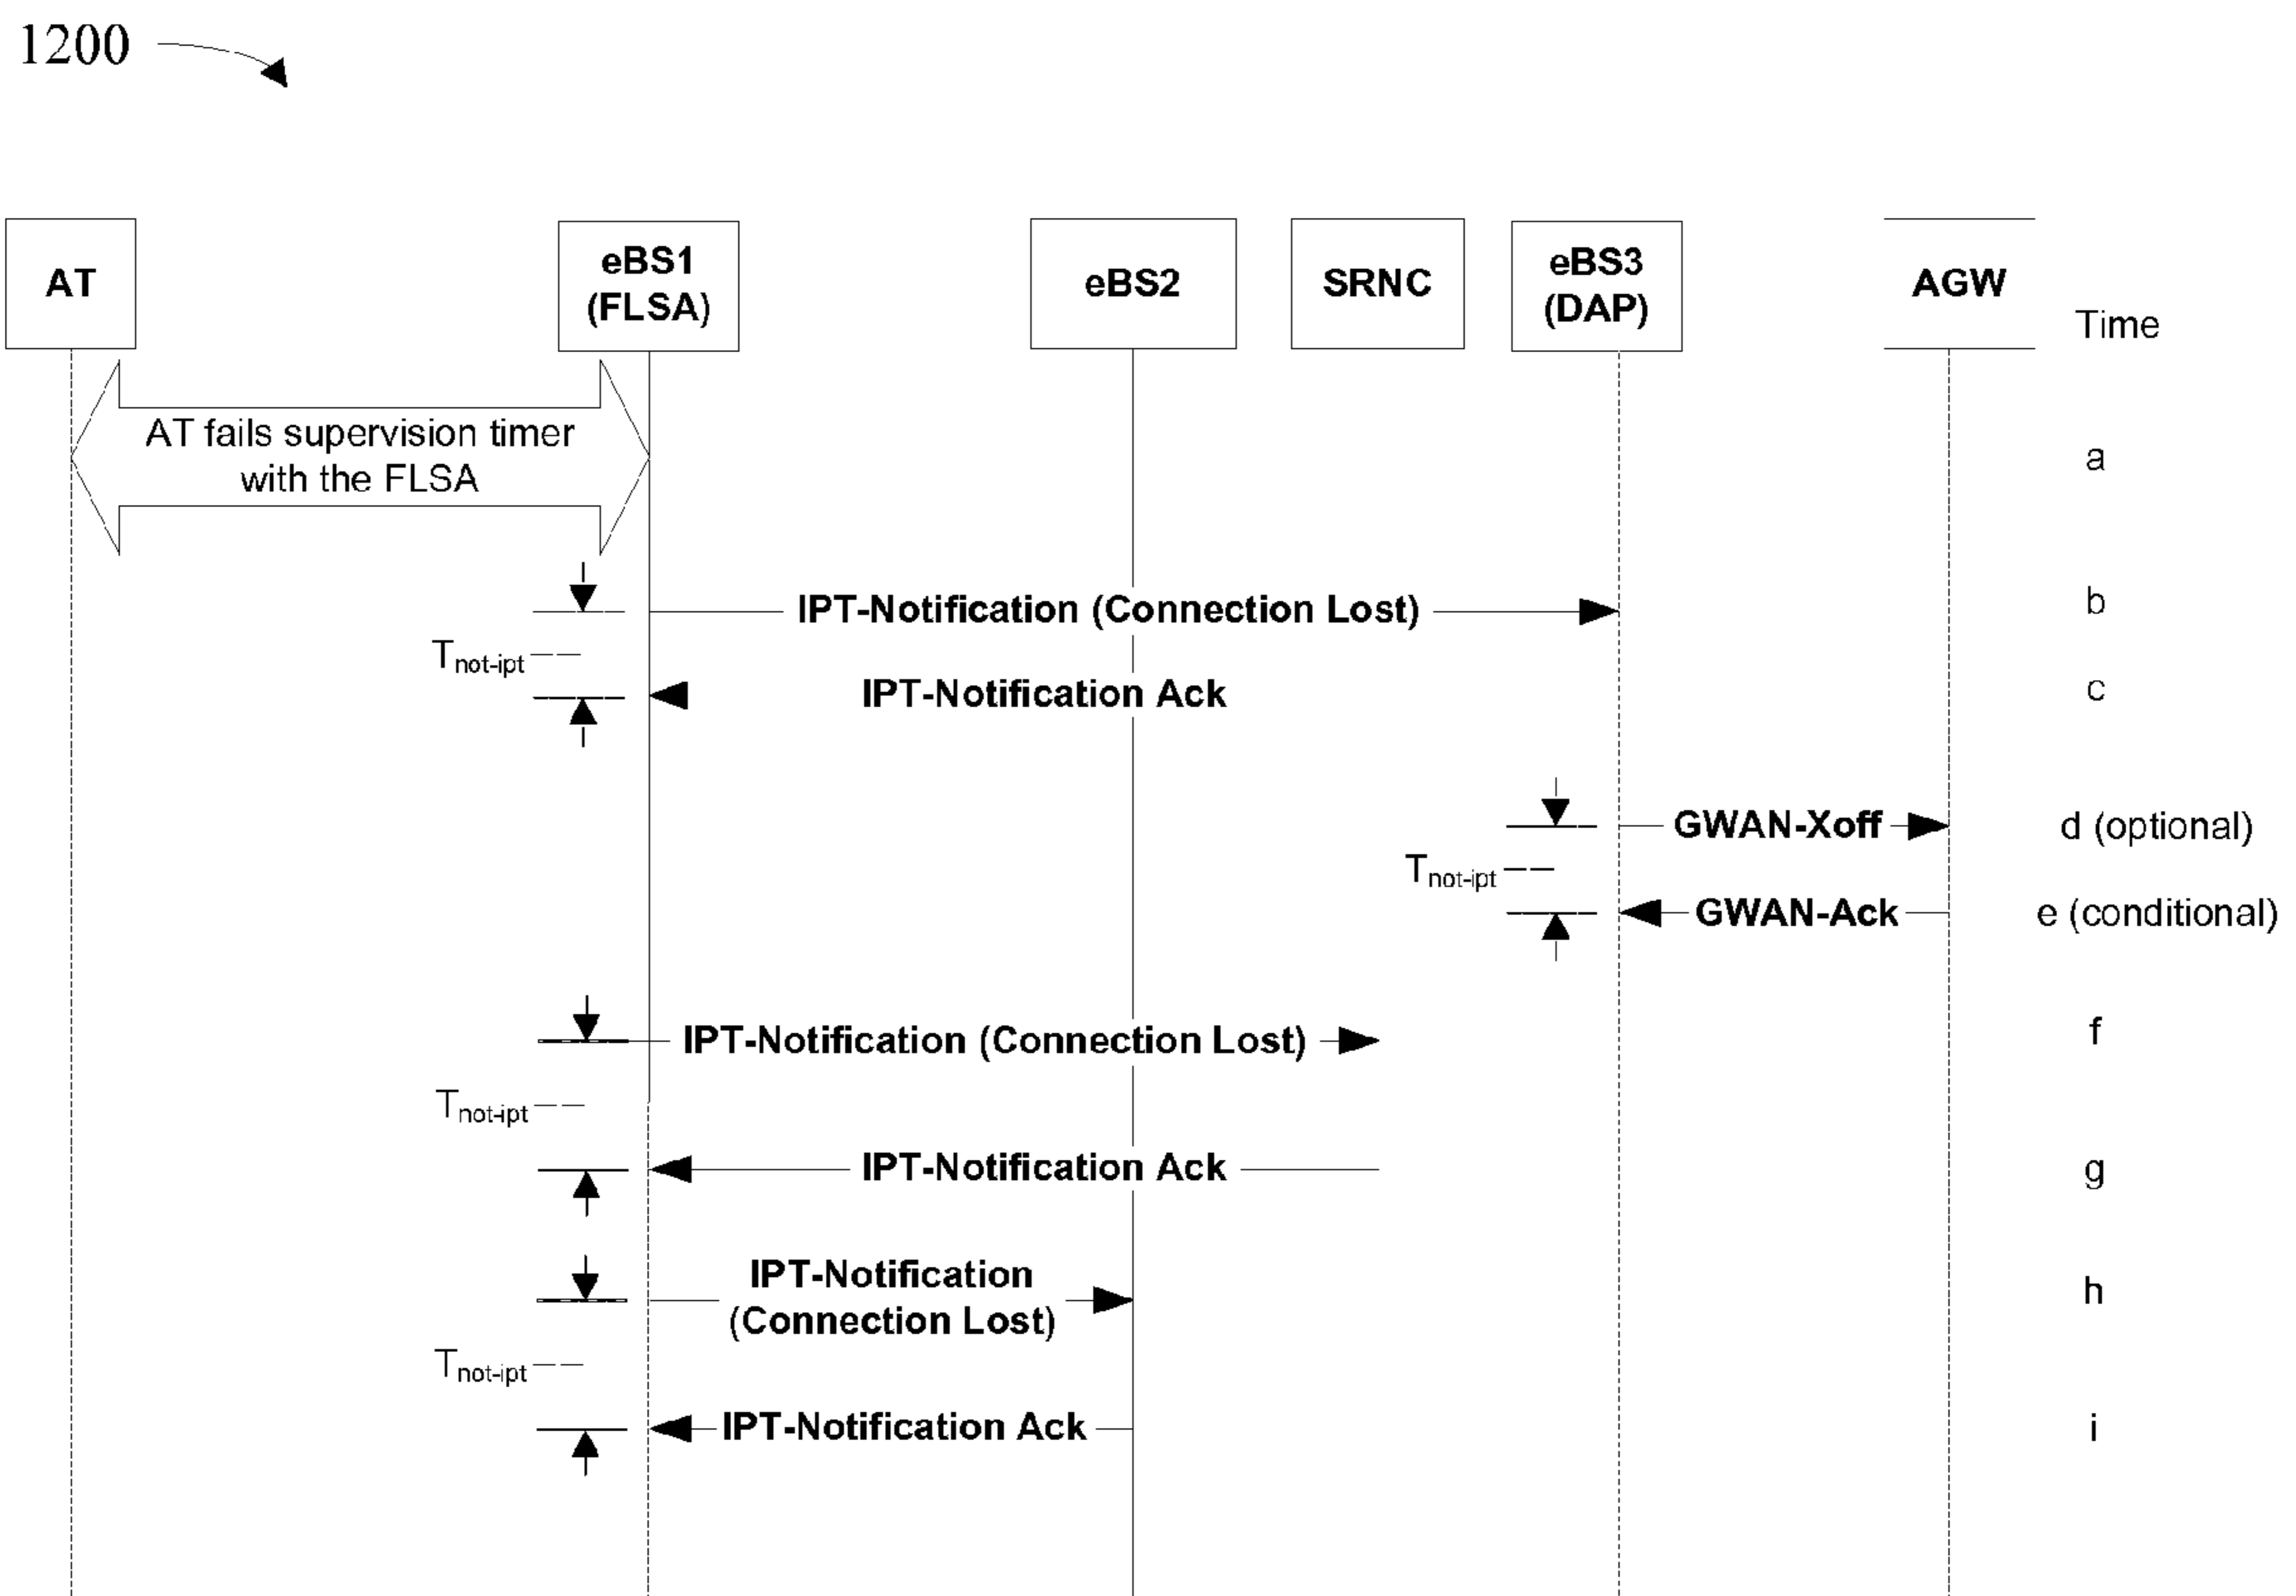 1200
AT
eBS1
(FLSA)
eBS2
SRNC
eBS3
(DAP)
AGW
Time
AT fails supervision timer
with the FLSA
a
IPT-Notification (Connection Lost)
b
Tnot-ipt
IPT-Notification Ack
c
GWAN-Xoff
d (optional)
Tnot-ipt
GWAN-Ack
e (conditional)
IPT-Notification (Connection Lost)
f
Tnot-ipt
IPT-Notification Ack
g
IPT-Notification
(Connection Lost)
h
Tnot-ipt
IPT-Notification Ack
i